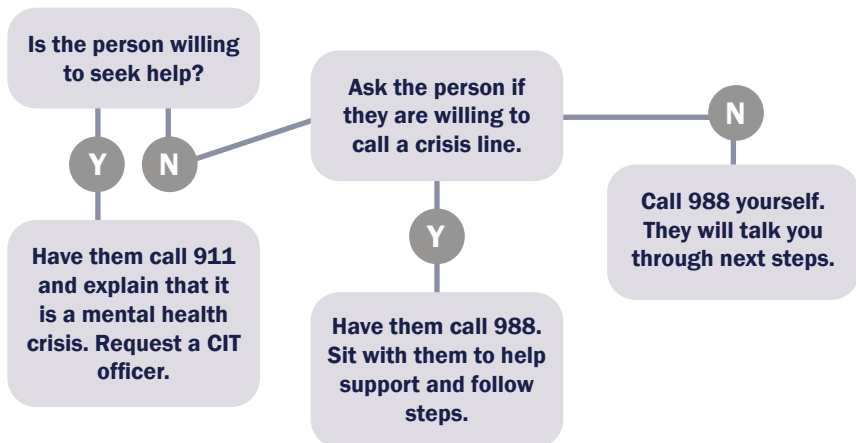 Is the person willing
to seek help?
Y
N
Have them call 911
and explain that it
is a mental health
crisis. Request a CIT
officer.
Ask the person if
they are willing to
call a crisis line.
Y
Have them call 988.
Sit with them to help
support and follow
steps.
N
Call 988 yourself.
They will talk you
through next steps.